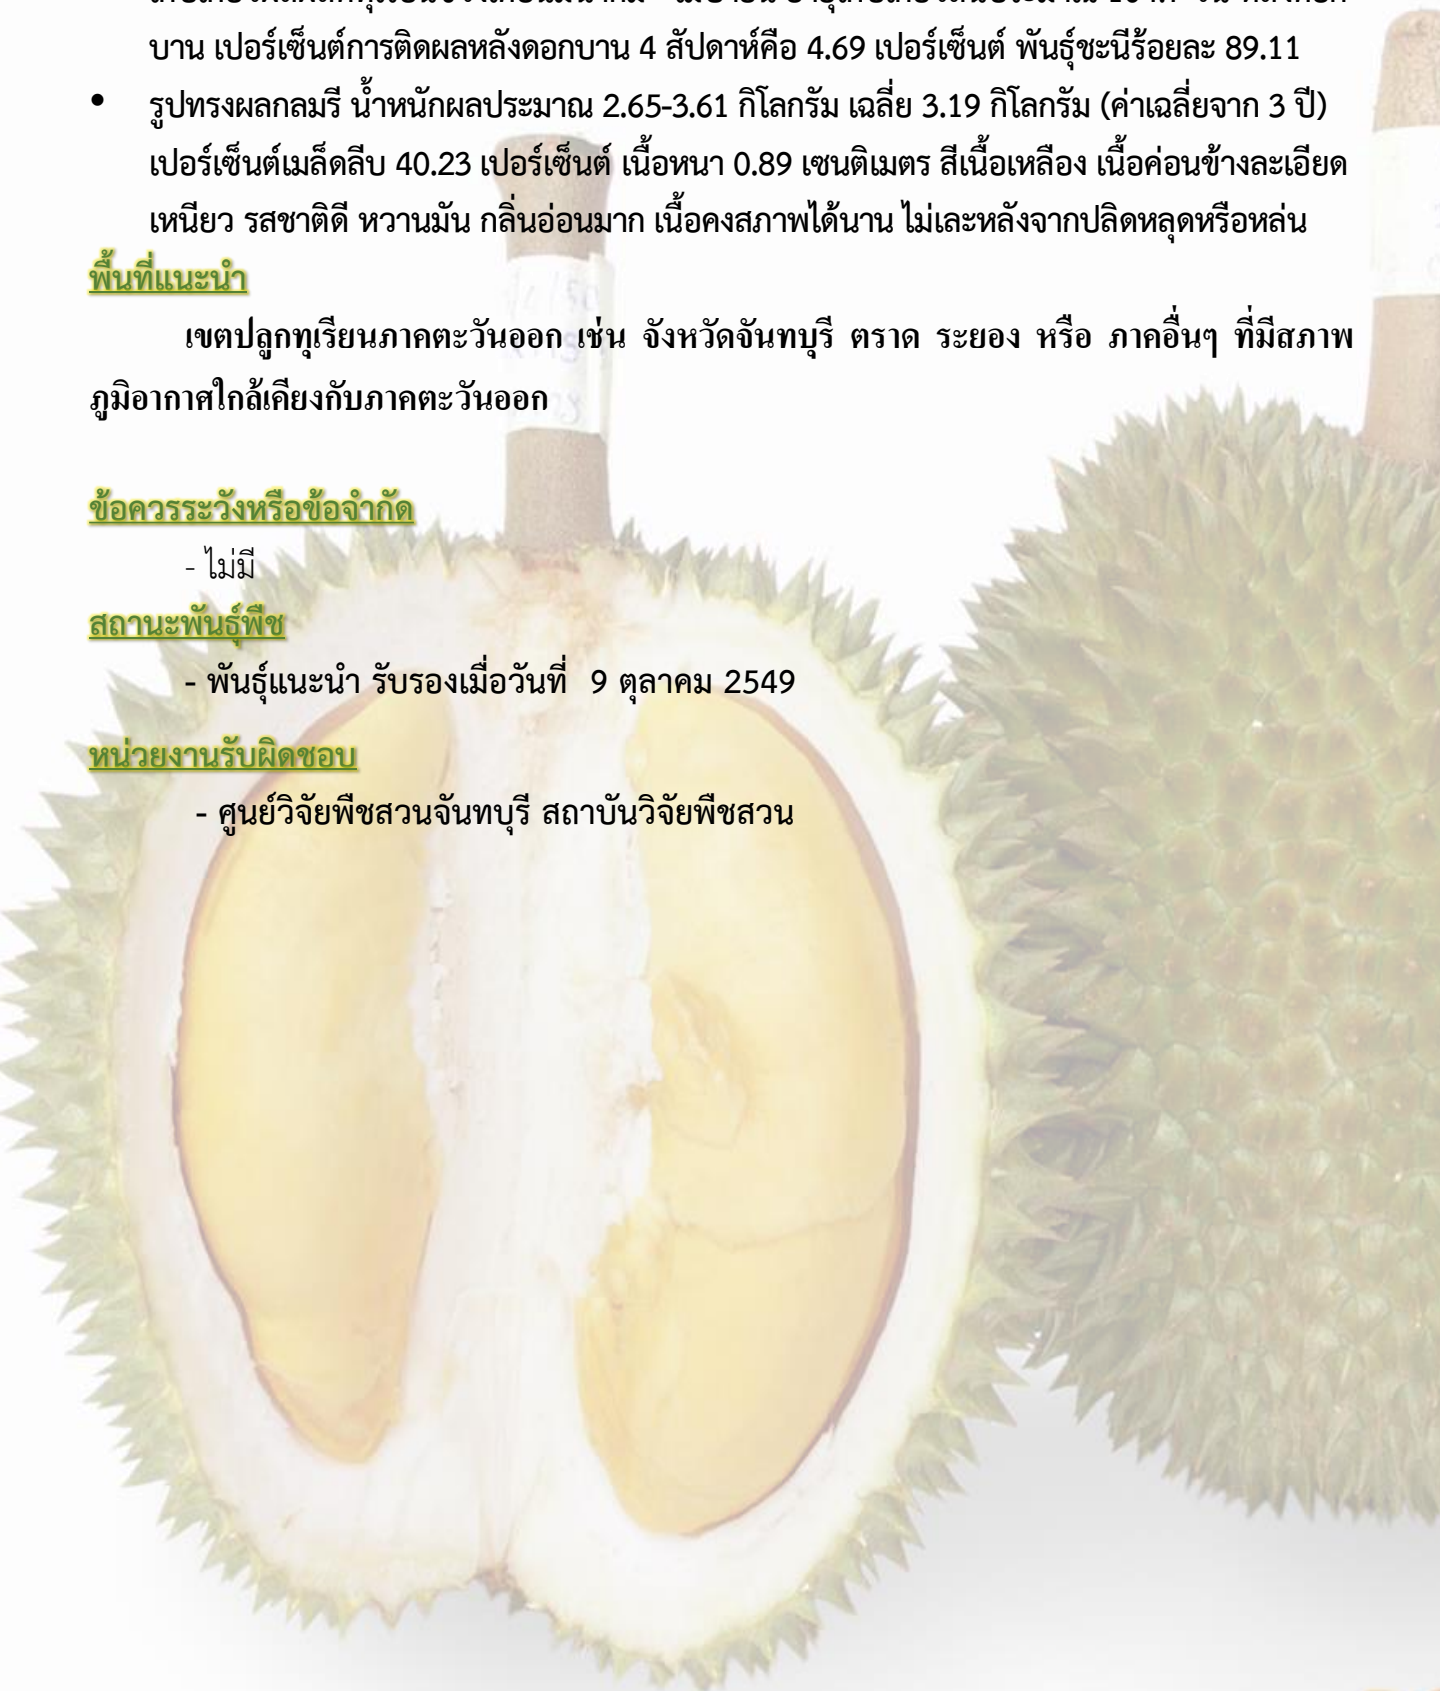 บาน เปอร์เซ็นต์การติดผลหลังดอกบาน 4 สัปดาห์คือ 4.69 เปอร์เซ็นต์ พันธุ์ชะนีร้อยละ 89.11
• รูปทรงผลกลมรี น้ำหนักผลประมาณ 2.65-3.61 กิโลกรัม เฉลี่ย 3.19 กิโลกรัม (ค่าเฉลี่ยจาก 3 ปี)
เปอร์เซ็นต์เมล็ดลีบ 40.23 เปอร์เซ็นต์ เนื้อหนา 0.89 เซนติเมตร สีเนื้อเหลือง เนื้อค่อนข้างละเอียด
เหนียว รสชาติดี หวานมัน กลิ่นอ่อนมาก เนื้อคงสภาพได้นาน ไม่เละหลังจากปลิดหลุดหรือหล่น
พื้นที่แนะนำ
เขตปลูกทุเรียนภาคตะวันออก เช่น จังหวัดจันทบุรี ตราด ระยอง หรือ ภาคอื่นๆ ที่มีสภาพ
ภูมิอากาศใกล้เคียงกับภาคตะวันออก
ข้อควรระวังหรือข้อจำกัด
- ไม่มี
สถานะพันธุ์พืช
- พันธุ์แนะนำ รับรองเมื่อวันที่ 9 ตุลาคม 2549
หน่วยงานรับผิดชอบ
- ศูนย์วิจัยพืชสวนจันทบุรี สถาบันวิจัยพืชสวน